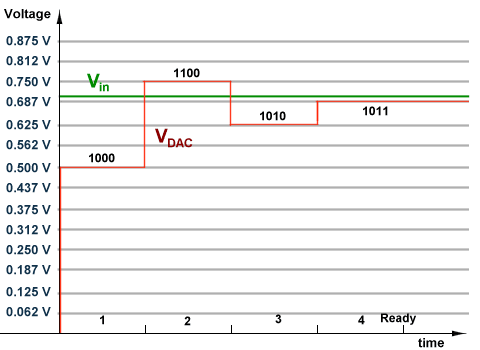 Voltage
0.875 V
0.812 V
0.750 V
1100
Vin
0.687 V
1011
0.625 V
1010
VDAC
0.562 V
1000
0.500 V
0.437 V
0.375 V
0.312 V
0.250 V
0.187 V
0.125 V
0.062 V
1 2 3 4 Ready
time